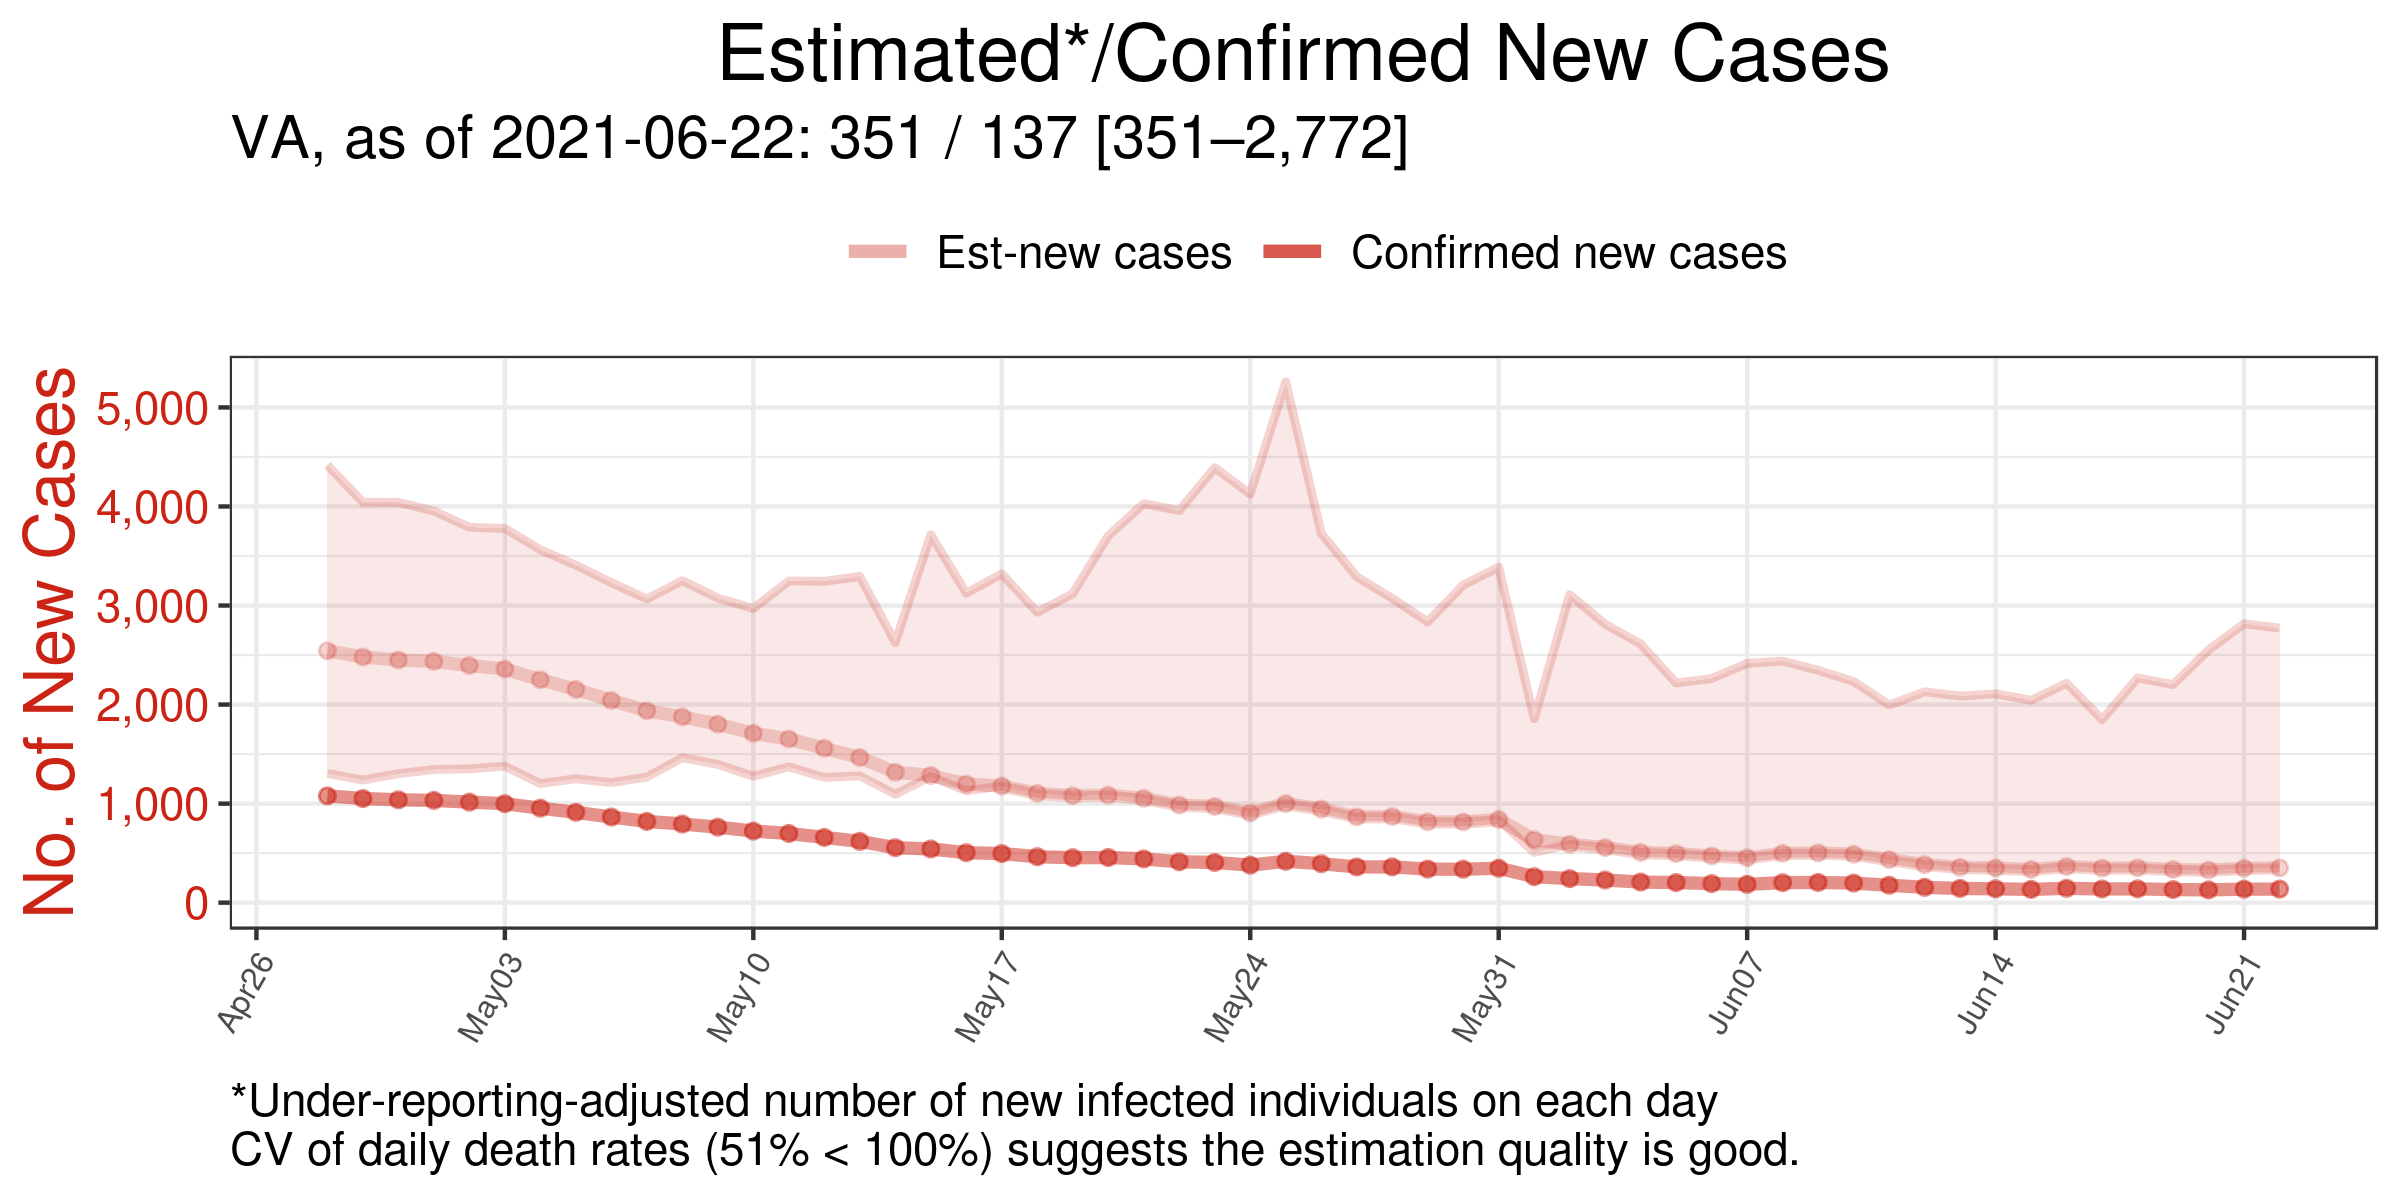 Estimated*/Confirmed New Cases
VA, as of 2021-06-22: 351 / 137 [351–2,772]
Est-new cases
Confirmed new cases
No. of New Cases
5,000
4,000
3,000
2,000
1,000
0
Apr26
May03
May10
May17
May24
May31
Jun07
Jun14
Jun21
*Under-reporting-adjusted number of new infected individuals on each day
CV of daily death rates (51% < 100%) suggests the estimation quality is good.